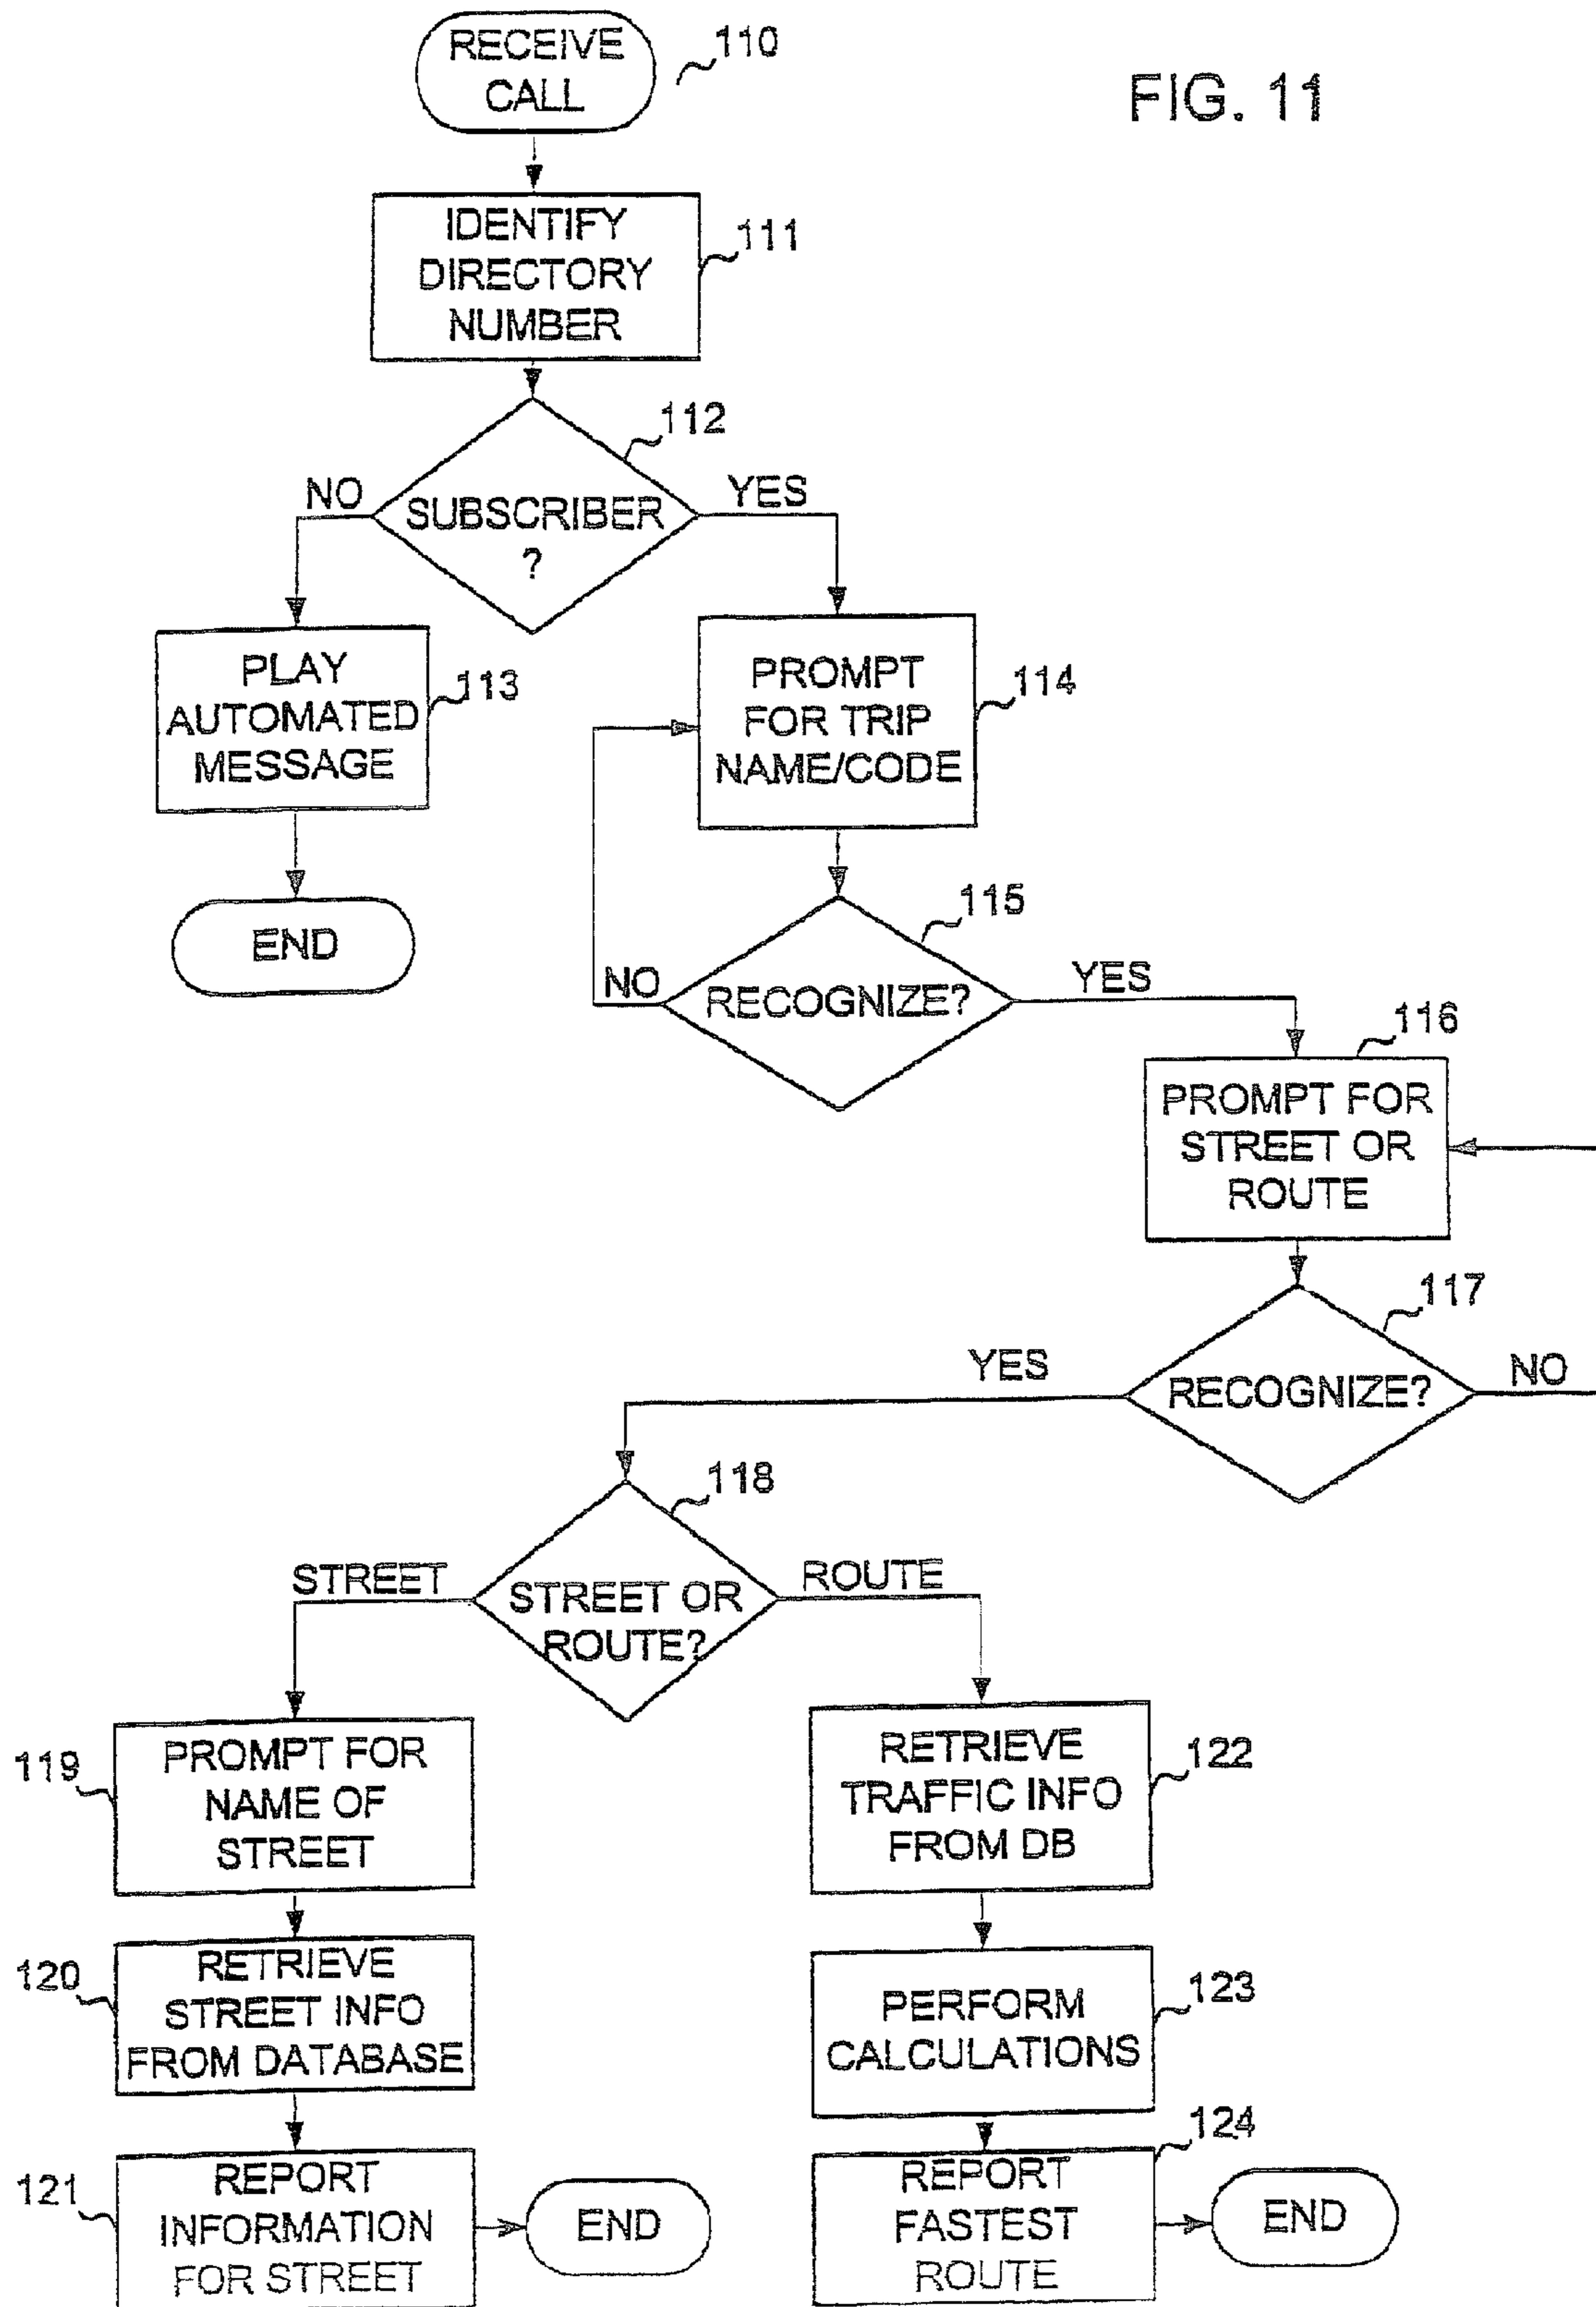 RECEIVE
CALL
110
FIG. 11
IDENTIFY
DIRECTORY
NUMBER
111
112
NO
YES
SUBSCRIBER
?
PLAY
AUTOMATED
MESSAGE
113
PROMPT
FOR TRIP
NAME/CODE
114
END
115
NO
RECOGNIZE?
YES
116
PROMPT FOR
STREET OR
ROUTE
117
YES
RECOGNIZE?
NO
118
STREET
STREET OR
ROUTE?
ROUTE
119
PROMPT FOR
NAME OF
STREET
RETRIEVE
TRAFFIC INFO
FROM DB
122
120
RETRIEVE
STREET INFO
FROM DATABASE
PERFORM
CALCULATIONS
123
121
REPORT
INFORMATION
FOR STREET
END
124
REPORT
FASTEST
ROUTE
END